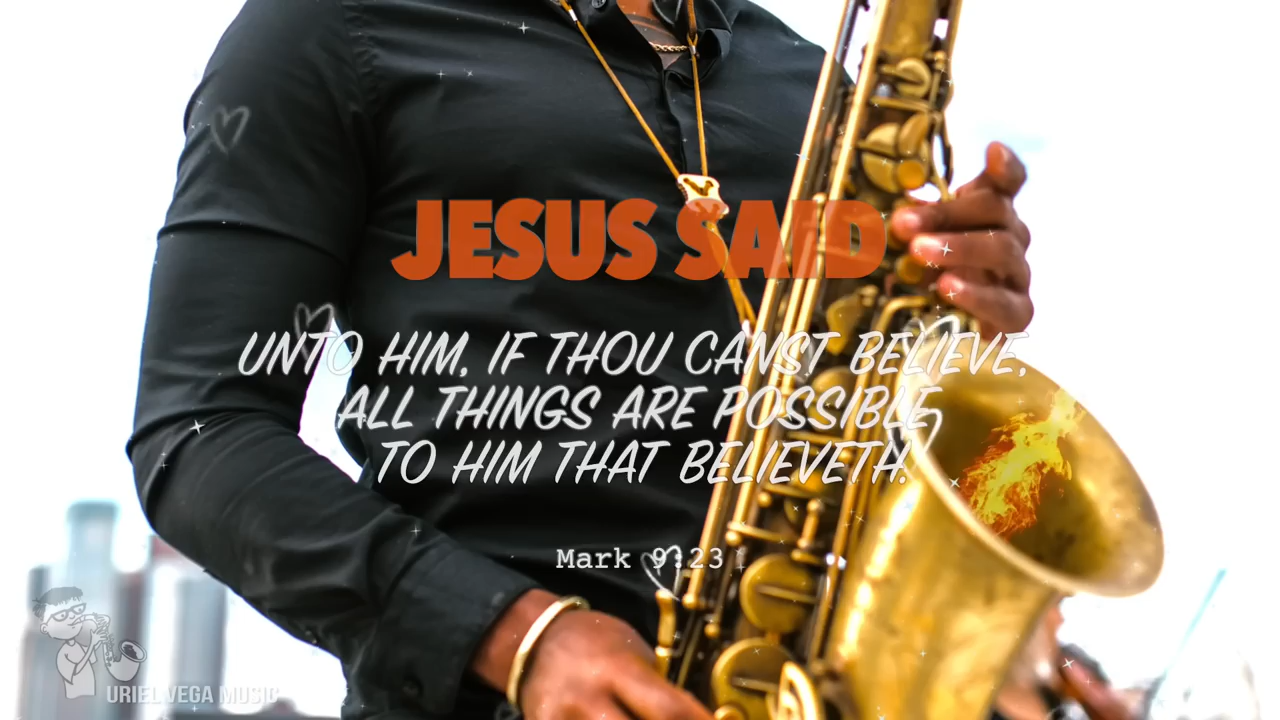 JESUS SAID
UNTO HIM, IF THOU CANST BELIEVE,
ALL THINGS ARE POSSIBLE
TO HIM THAT BELIEVETH.
Mark 9:23
URIEL VEGA MUSIC